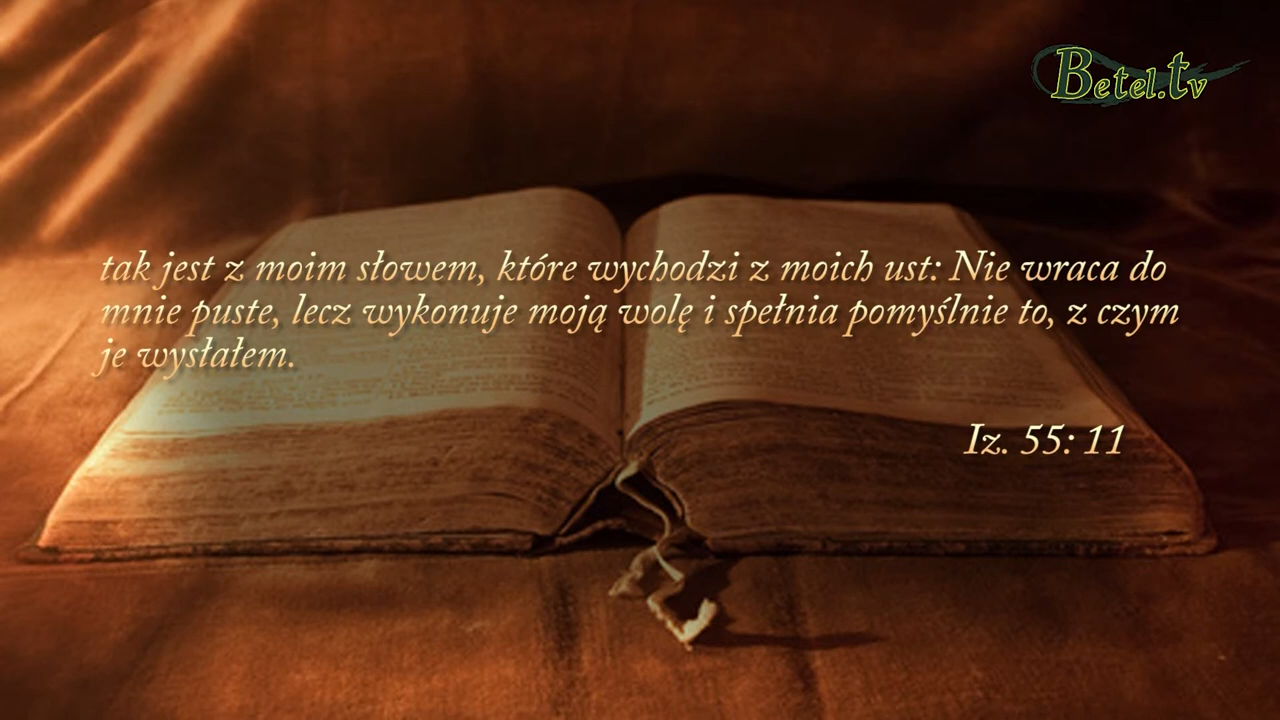 Betel.tv
tak jest z moim słowem, które wychodzi z moich ust: Nie wraca do
mnie puste, lecz wykonuje moją wolę i spełnia pomyślnie to, z czym
je wysłałem.
Iz. 55: 11